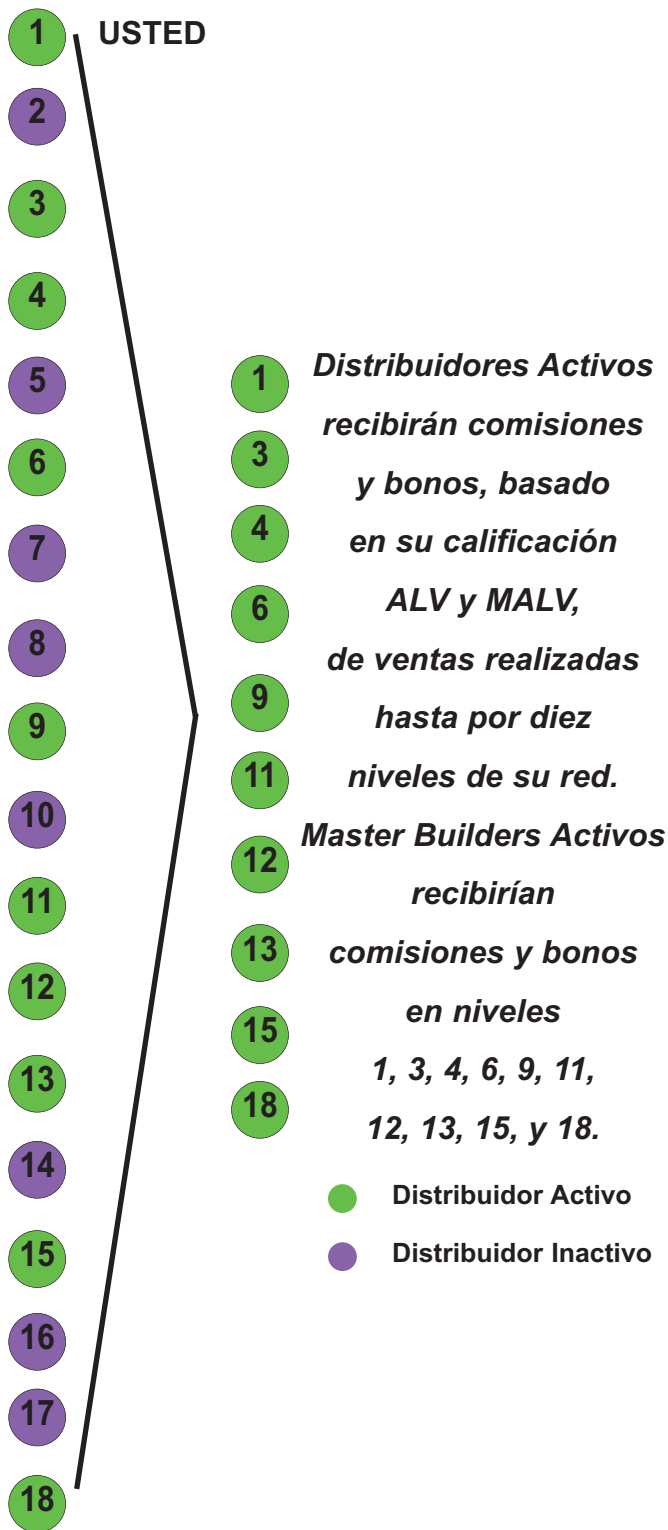 1 USTED
2
3
4
5
6
7
8
9
10
11
12
13
14
15
16
17
18
1
3
4
6
9
11
12
13
15
18
Distribuidores Activos
recibirán comisiones
y bonos, basado
en su calificación
ALV y MALV,
de ventas realizadas
hasta por diez
niveles de su red.
Master Builders Activos
recibirían
comisiones y bonos
en niveles
1, 3, 4, 6, 9, 11,
12, 13, 15, y 18.
Distribuidor Activo
Distribuidor Inactivo